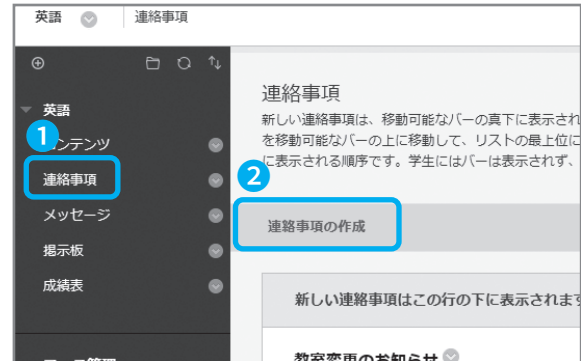 英語
連絡事項
英語
1
コンテンツ
連絡事項
メッセージ
掲示板
成績表
連絡事項
新しい連絡事項は、移動可能なバーの真下に表示され
を移動可能なバーの上に移動して、リストの最上位に
に表示される順序です。学生にはバーは表示されず、
2
連絡事項の作成
新しい連絡事項はこの行の下に表示されます
教室変更のお知らせ